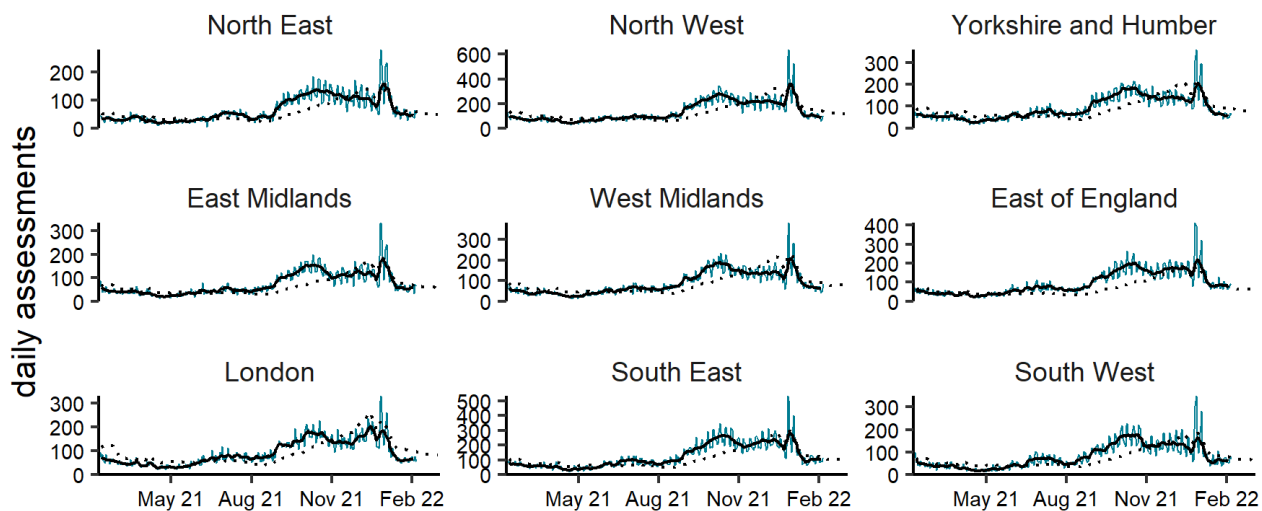 North East
North West
Yorkshire and Humber
200
100
0
600
400
200
0
300
200
100
0
daily assessments
East Midlands
West Midlands
East of England
300
200
100
0
300
200
100
0
400
300
200
100
0
London
South East
South West
300
200
100
0
500
400
300
200
100
0
300
200
100
0
May 21 Aug 21 Nov 21 Feb 22
May 21 Aug 21 Nov 21 Feb 22
May 21 Aug 21 Nov 21 Feb 22